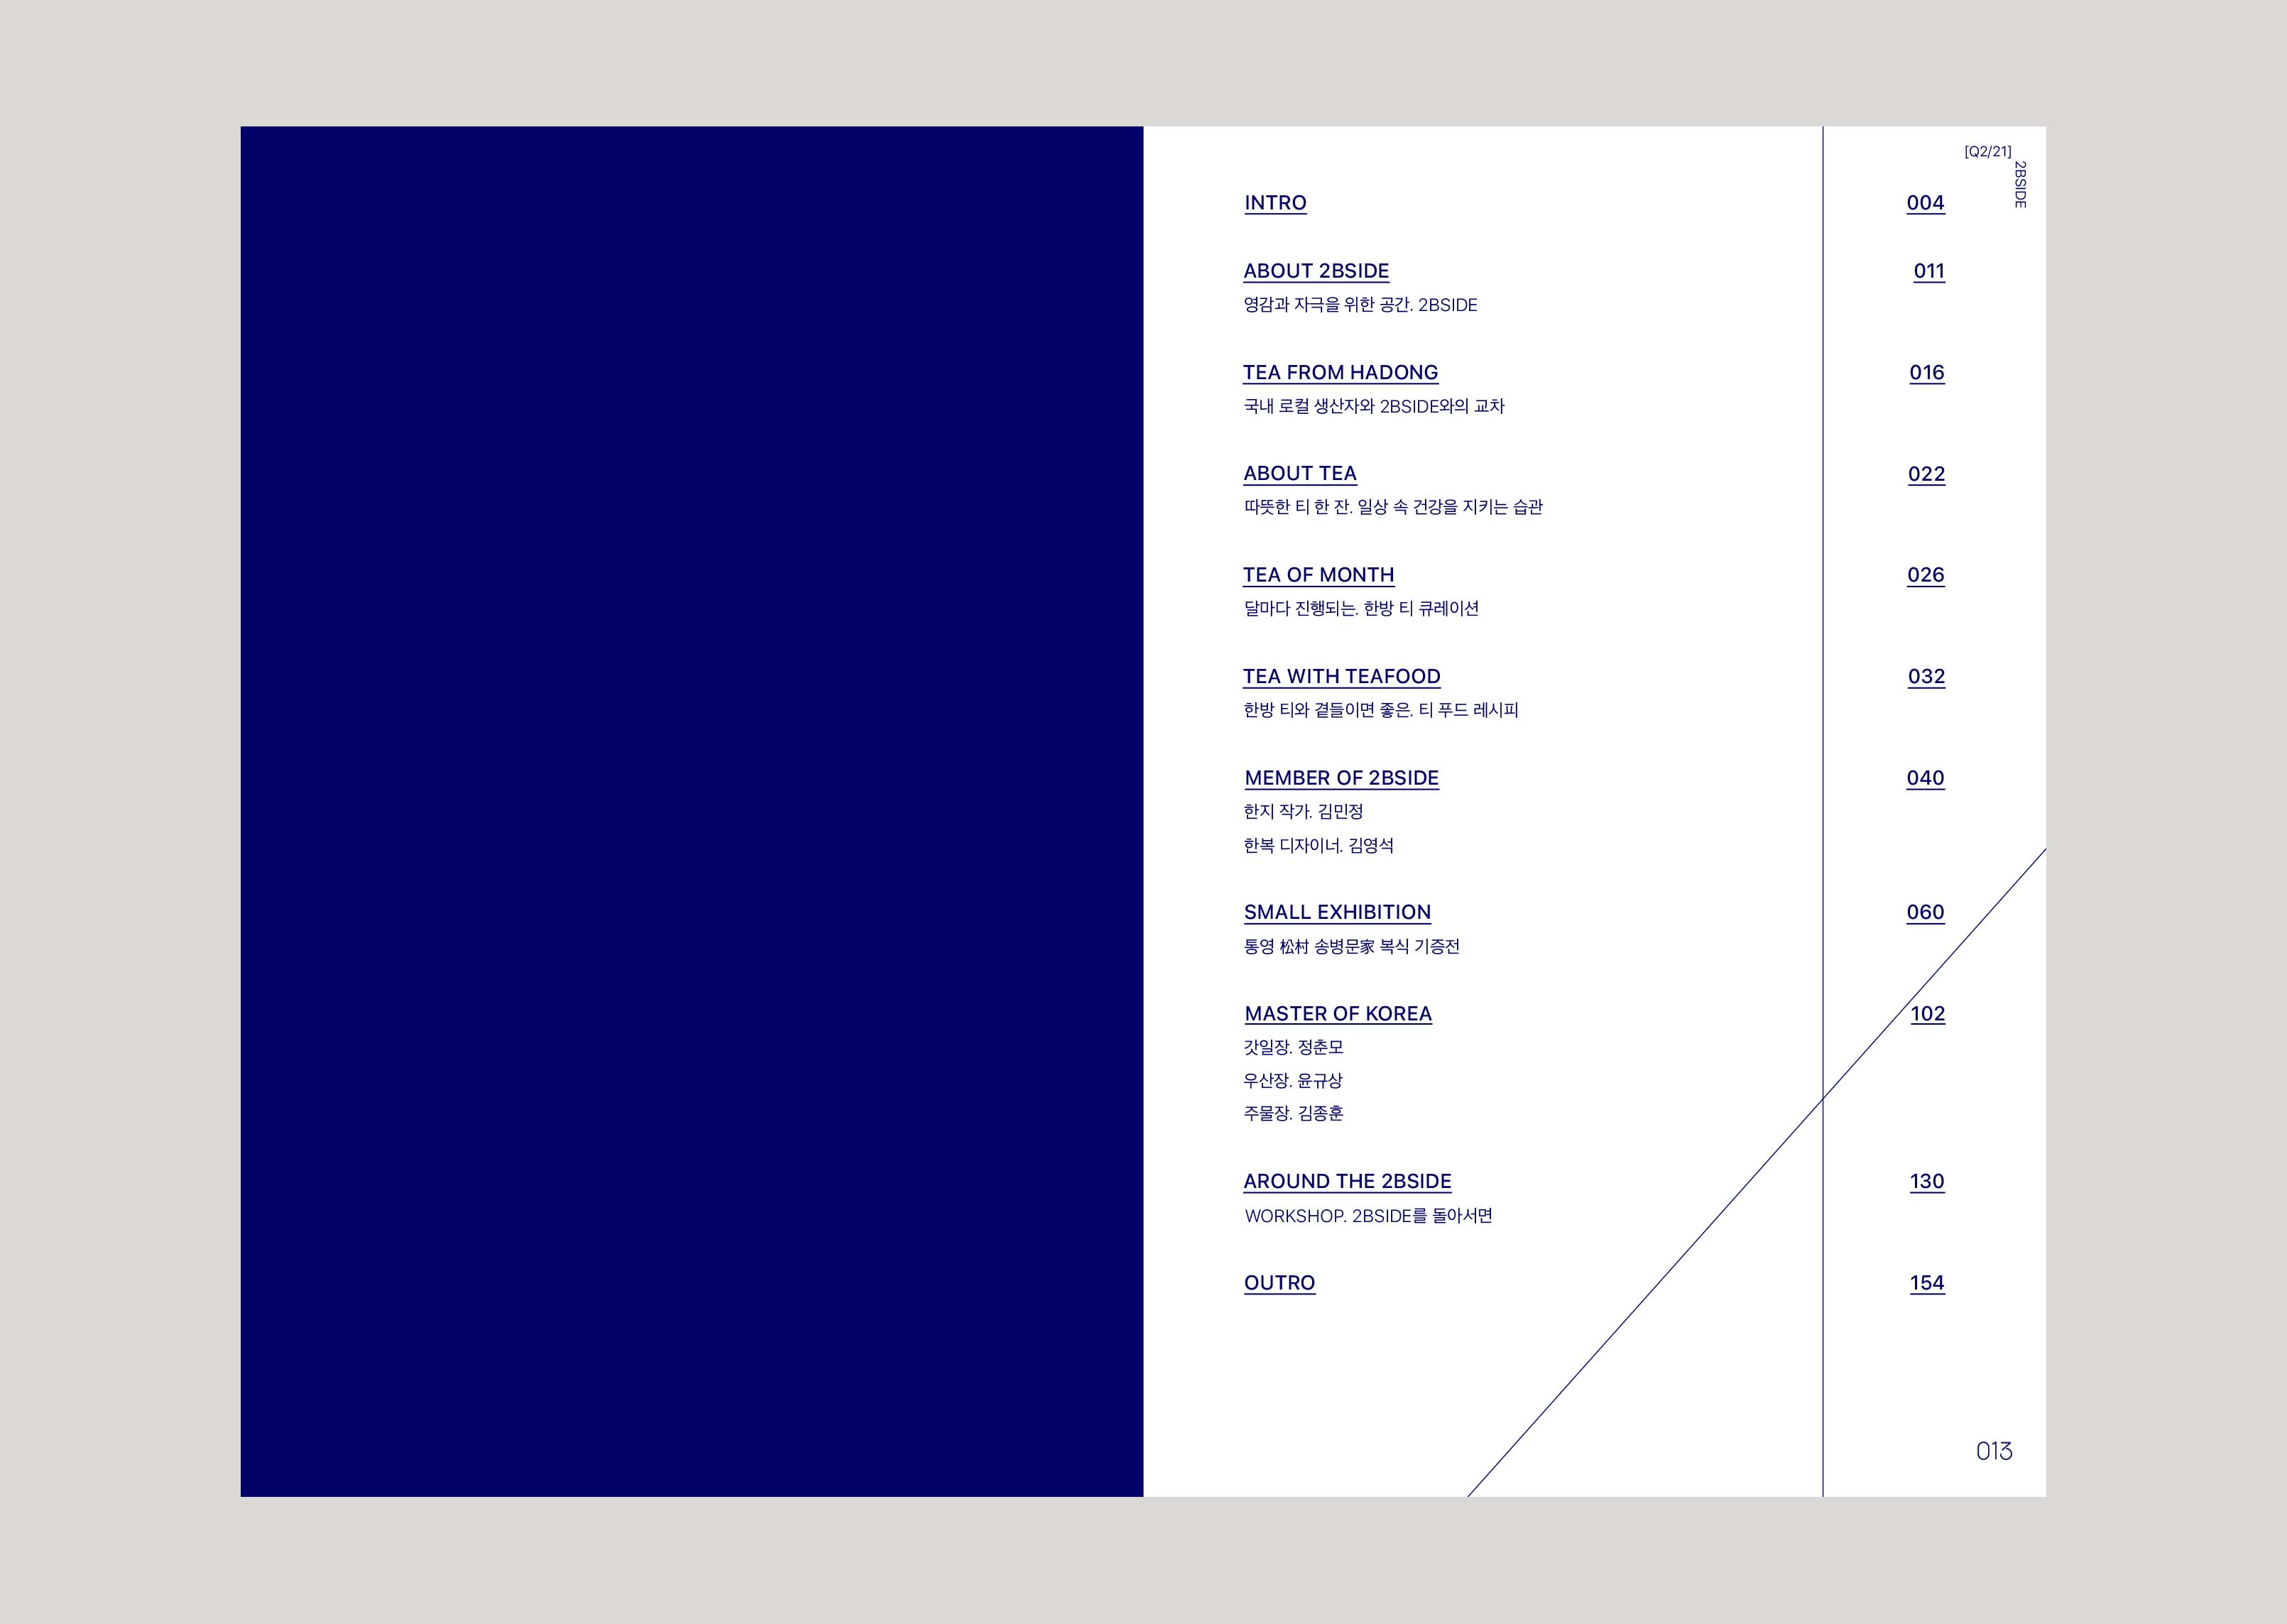 [Q2/21]
2BSIDE
INTRO 004
ABOUT 2BSIDE 011
영감과 자극을 위한 공간. 2BSIDE
TEA FROM HADONG 016
국내 로컬 생산자와 2BSIDE와의 교차
ABOUT TEA 022
따뜻한 티 한 잔. 일상 속 건강을 지키는 습관
TEA OF MONTH 026
달마다 진행되는. 한방 티 큐레이션
TEA WITH TEAFOOD 032
한방 티와 곁들이면 좋은. 티 푸드 레시피
MEMBER OF 2BSIDE 040
한지 작가. 김민정
한복 디자이너. 김영석
SMALL EXHIBITION 060
통영 松村 송병문家 복식 기증전
MASTER OF KOREA 102
갓일장. 정춘모
우산장. 윤규상
주물장. 김종훈
AROUND THE 2BSIDE 130
WORKSHOP. 2BSIDE를 돌아서면
OUTRO 154
013